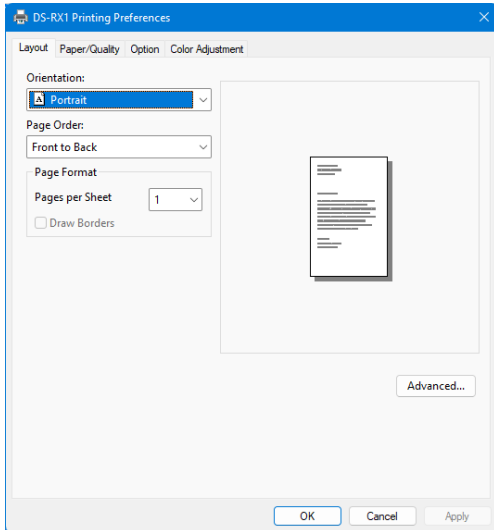 DS-RX1 Printing Preferences
Layout Paper/Quality Option Color Adjustment
Orientation:
A Portrait
Page Order:
Front to Back
Page Format
Pages per Sheet 1
Draw Borders
Advanced...
OK Cancel Apply